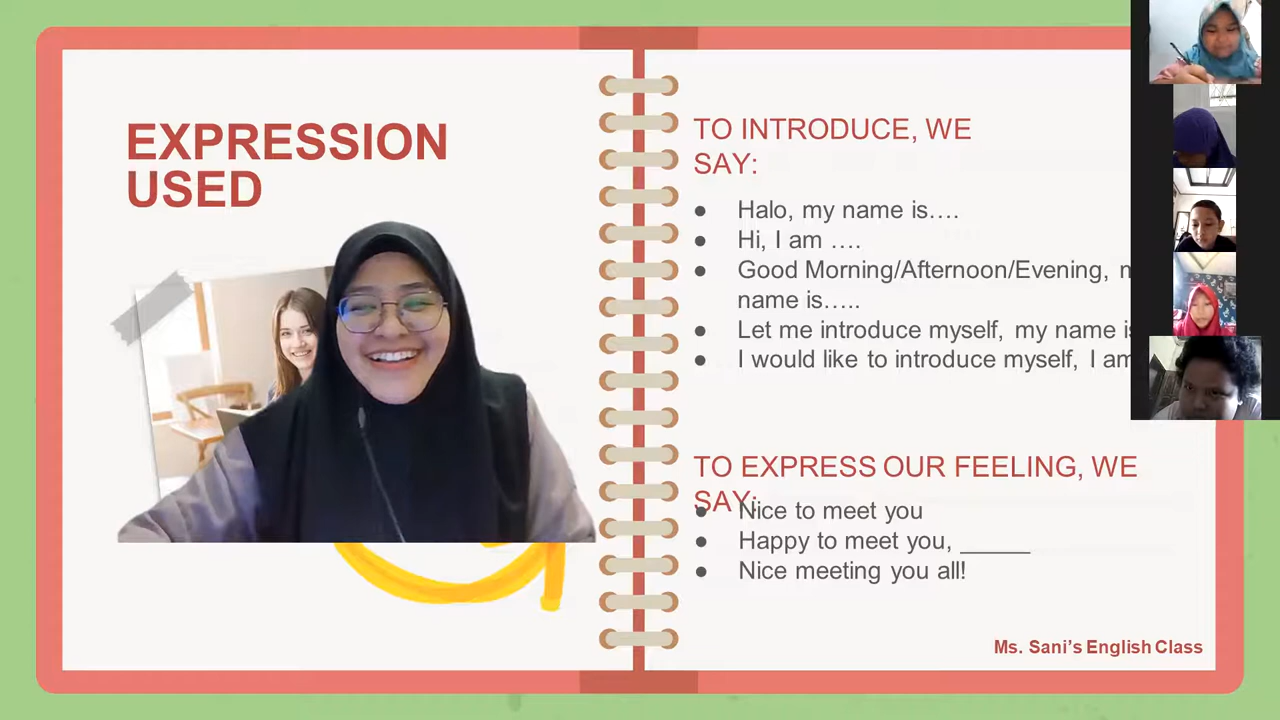 EXPRESSION
USED
TO INTRODUCE, WE
SAY:
● Halo, my name is….
● Hi, I am ….
● Good Morning/Afternoon/Evening,
name is…..
● Let me introduce myself, my name
● I would like to introduce myself, I am
TO EXPRESS OUR FEELING, WE
SAY:
● Nice to meet you
● Happy to meet you, _____
● Nice meeting you all!
Ms. Sani's English Class